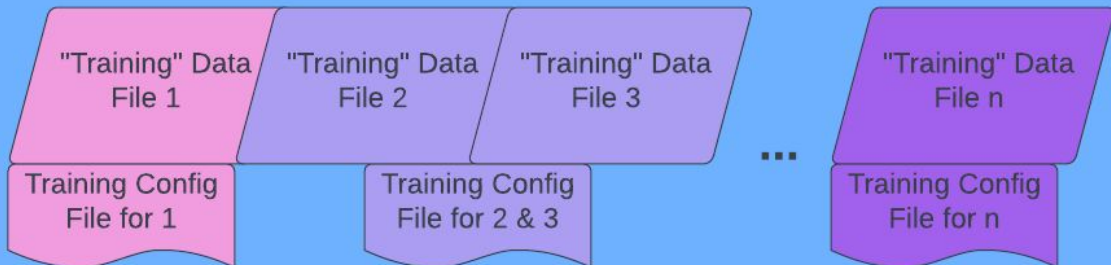 "Training" Data
File 1
"Training" Data
File 2
"Training" Data
File 3
...
"Training" Data
File n
Training Config
File for 1
Training Config
File for 2 & 3
Training Config
File for n